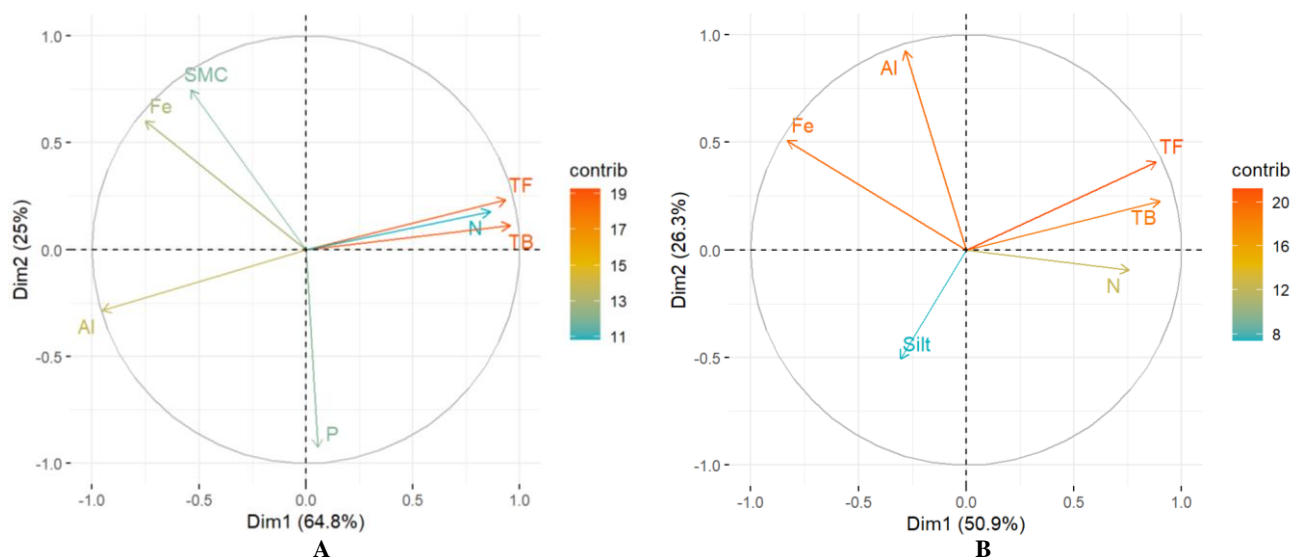 1.0
0.5
0.0
-0.5
-1.0
Dim2 (25%)
SMC
Fe
TF
N
TB
Al
P
-1.0 -0.5 0.0 0.5 1.0
Dim1 (64.8%)
A
contrib
19
17
15
13
11
1.0
0.5
0.0
-0.5
-1.0
Dim2 (26.3%)
Al
Fe
TF
TB
N
Silt
-1.0 -0.5 0.0 0.5 1.0
Dim1 (50.9%)
B
contrib
20
16
12
8